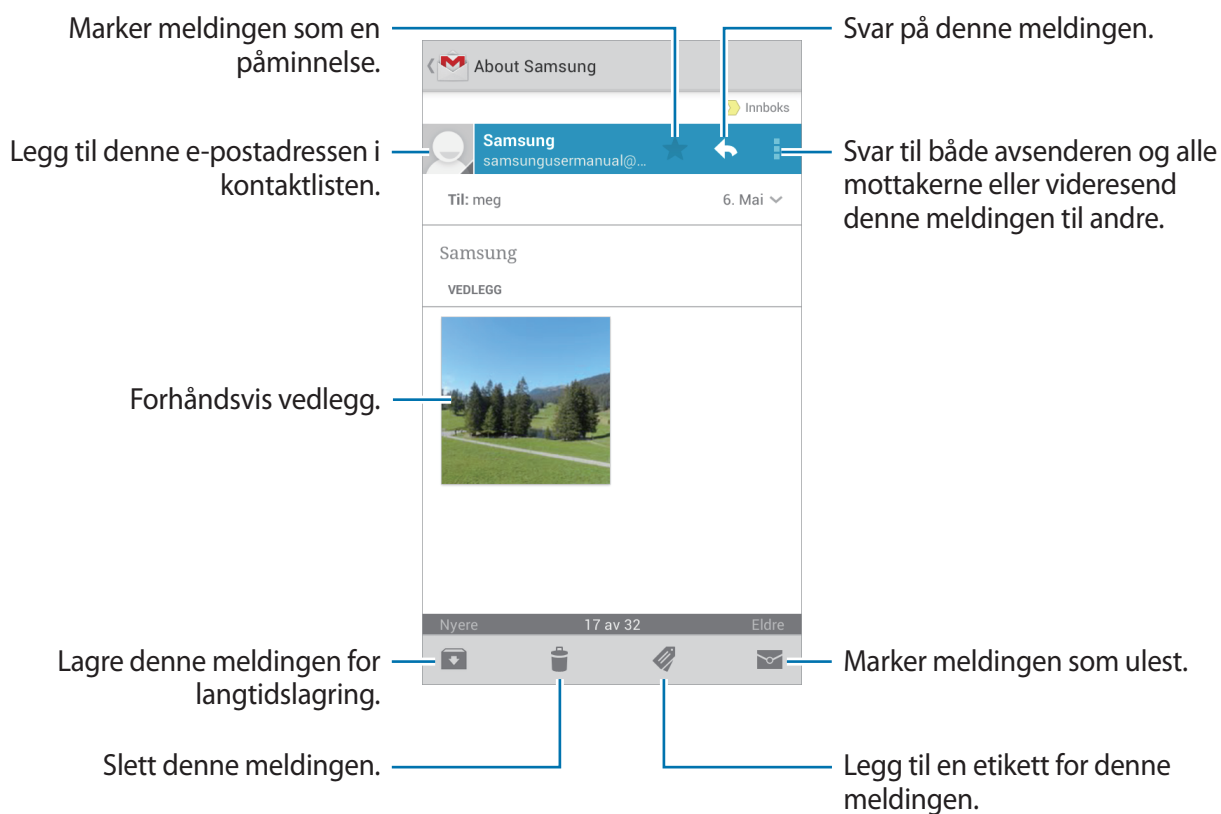 Marker meldingen som en
påminnelse.
Svar på denne meldingen.
About Samsung
Innboks
Legg til denne e-postadressen i
kontaktlisten.
Samsung
samsungusermanual@...
Svar til både avsenderen og alle
mottakerne eller videresend
denne meldingen til andre.
Til: meg
6. Mai
Samsung
VEDLEGG
Forhåndsvis vedlegg.
Nyere
17 av 32
Eldre
Lagre denne meldingen for
langtidslagring.
Marker meldingen som ulest.
Slett denne meldingen.
Legg til en etikett for denne
meldingen.